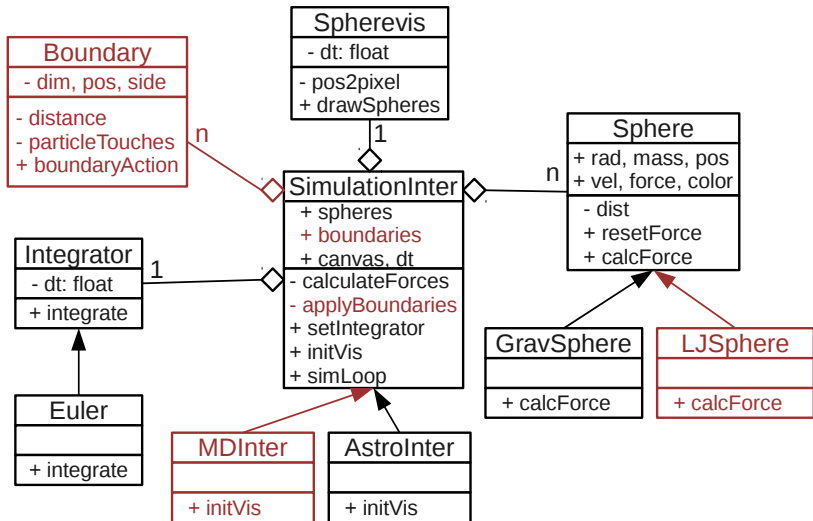 Spherevis
- dt: float
- pos2pixel
+ drawSpheres
1
Boundary
- dim, pos, side
- distance
- particleTouches
+ boundaryAction
n
Sphere
+ rad, mass, pos
+ vel, force, color
- dist
+ resetForce
+ calcForce
n
SimulationInter
+ spheres
+ boundaries
+ canvas, dt
- calculateForces
- applyBoundaries
+ setIntegrator
+ initVis
+ simLoop
Integrator
- dt: float
+ integrate
1
Euler
+ integrate
MDInter
+ initVis
AstroInter
+ initVis
GravSphere
+ calcForce
LJSphere
+ calcForce